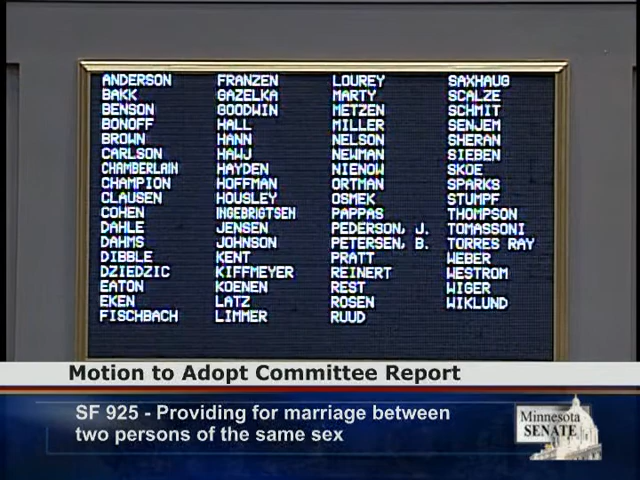 ANDERSON
BAKK
BENSON
BONOFF
BROWN
CARLSON
CHAMBERLAIN
CHAMPION
CLAUSEN
COHEN
DAHLE
DAHMS
DIBBLE
DZIEDZIC
EATON
EKEN
FISCHBACH
FRANZEN
GAZELKA
GOODWIN
HALL
HANN
HAWJ
HAYDEN
HOFFMAN
HOUSLEY
INGEBRIGTSEN
JENSEN
JOHNSON
KENT
KIFFMEYER
KOENEN
LATZ
LIMMER
LOUREY
MARTY
METZEN
MILLER
NELSON
NEWMAN
NIENOW
ORTMAN
OSMEK
PAPPAS
PEDERSON, J.
PETERSEN, B.
PRATT
REINERT
REST
ROSEN
RUUD
SAXHAUG
SCALZE
SCHMIT
SENJEM
SHERAN
SIEBEN
SKOE
SPARKS
STUMPF
THOMPSON
TOMASSONI
TORRES RAY
WEBER
WESTROM
WIGER
WIKLUND
Motion to Adopt Committee Report
SF 925 - Providing for marriage between
two persons of the same sex
Minnesota
SENATE